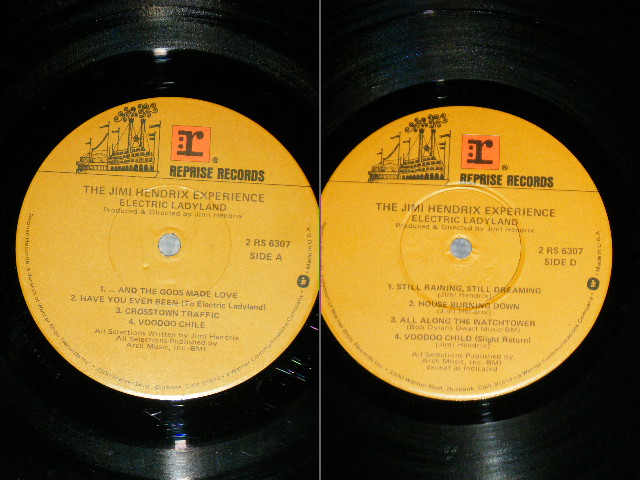 r
REPRISE RECORDS
THE JIMI HENDRIX EXPERIENCE
ELECTRIC LADYLAND
Produced & Directed by Jimi Hendrix
2 RS 6307
SIDE A
1. ... AND THE GODS MADE LOVE
2. HAVE YOU EVER BEEN (To Electric Ladyland)
3. CROSSTOWN TRAFFIC
4. VOODOO CHILE
All Selections Written by Jimi Hendrix
All Selections Published by
Arch Music, Inc.-BMI
Made in U.S.A.
r
REPRISE RECORDS
THE JIMI HENDRIX EXPERIENCE
ELECTRIC LADYLAND
Produced & Directed by Jimi Hendrix
2 RS 6307
SIDE D
1. STILL RAINING, STILL DREAMING
(Jimi Hendrix)
2. HOUSE BURNING DOWN
(Jimi Hendrix)
3. ALL ALONG THE WATCHTOWER
(Bob Dylan) Dwarf Music-BMI
4. VOODOO CHILD (Slight Return)
(Jimi Hendrix)
All Selections Published by
Arch Music, Inc.-BMI
except as indicated
Made in U.S.A.